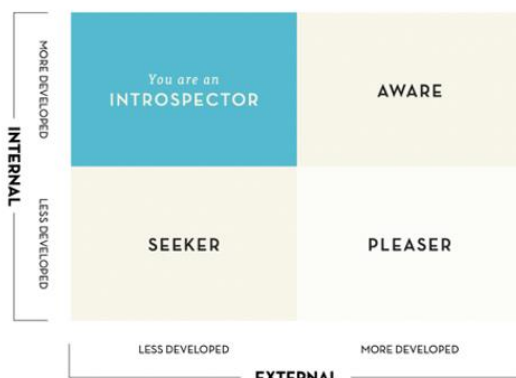 MORE DEVELOPED
You are an
INTROSPECTOR
AWARE
INTERNAL
LESS DEVELOPED
SEEKER
PLEASER
LESS DEVELOPED
MORE DEVELOPED
EXTERNAL